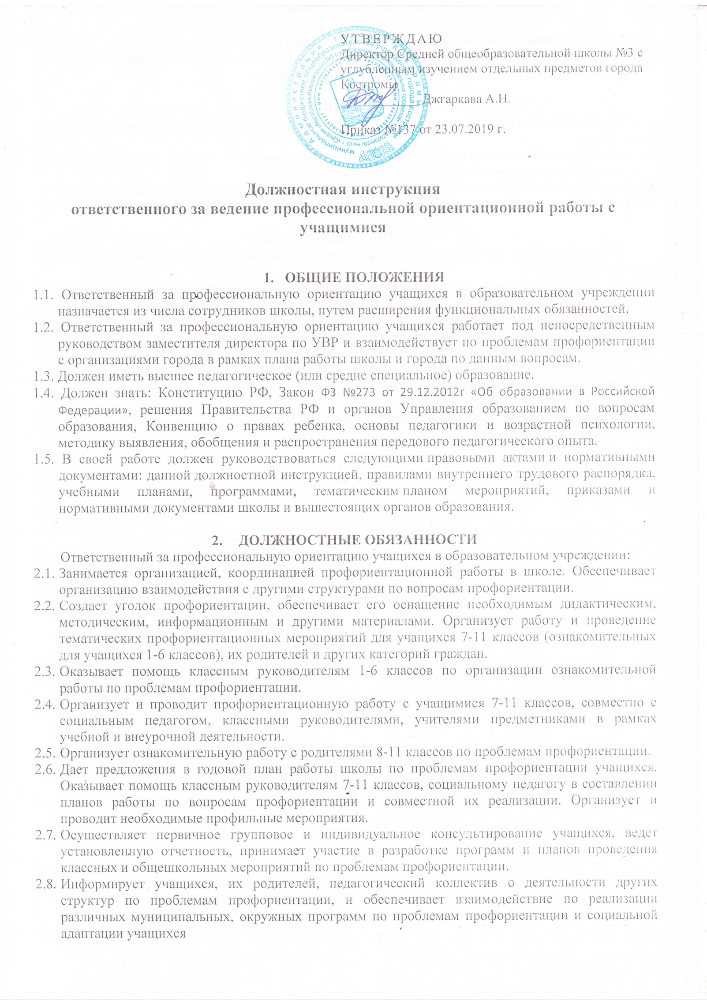 УТВЕРЖДАЮ
Директор Средней общеобразовательной школы №3 с
углубленным изучением отдельных предметов города
Костромы
____________ Джгаркава А.Н.
Приказ №137 от 23.07.2019 г.
Должностная инструкция
ответственного за ведение профессиональной ориентационной работы с
учащимися
1. ОБЩИЕ ПОЛОЖЕНИЯ
1.1. Ответственный за профессиональную ориентацию учащихся в образовательном учреждении
назначается из числа сотрудников школы, путем расширения функциональных обязанностей.
1.2. Ответственный за профессиональную ориентацию учащихся работает под непосредственным
руководством заместителя директора по УВР и взаимодействует по проблемам профориентации
с организациями города в рамках плана работы школы и города по данным вопросам.
1.3. Должен иметь высшее педагогическое (или средне специальное) образование.
1.4. Должен знать: Конституцию РФ, Закон ФЗ №273 от 29.12.2012г «Об образовании в Российской
Федерации», решения Правительства РФ и органов Управления образованием по вопросам
образования, Конвенцию о правах ребенка, основы педагогики и возрастной психологии,
методику выявления, обобщения и распространения передового педагогического опыта.
1.5. В своей работе должен руководствоваться следующими правовыми актами и нормативными
документами: данной должностной инструкцией, правилами внутреннего трудового распорядка,
учебными планами, программами, тематическим планом мероприятий, приказами и
нормативными документами школы и вышестоящих органов образования.
2. ДОЛЖНОСТНЫЕ ОБЯЗАННОСТИ
Ответственный за профессиональную ориентацию учащихся в образовательном учреждении:
2.1. Занимается организацией, координацией профориентационной работы в школе. Обеспечивает
организацию взаимодействия с другими структурами по вопросам профориентации.
2.2. Создает уголок профориентации, обеспечивает его оснащение необходимым дидактическим,
методическим, информационным и другими материалами. Организует работу и проведение
тематических профориентационных мероприятий для учащихся 7-11 классов (ознакомительных
для учащихся 1-6 классов), их родителей и других категорий граждан.
2.3. Оказывает помощь классным руководителям 1-6 классов по организации ознакомительной
работы по проблемам профориентации.
2.4. Организует и проводит профориентационную работу с учащимися 7-11 классов, совместно с
социальным педагогом, классными руководителями, учителями предметниками в рамках
учебной и внеурочной деятельности.
2.5. Организует ознакомительную работу с родителями 8-11 классов по проблемам профориентации.
2.6. Дает предложения в годовой план работы школы по проблемам профориентации учащихся.
Оказывает помощь классным руководителям 7-11 классов, социальному педагогу в составлении
планов работы по вопросам профориентации и совместной их реализации. Организует и
проводит необходимые профильные мероприятия.
2.7. Осуществляет первичное групповое и индивидуальное консультирование учащихся, ведет
установленную отчетность, принимает участие в разработке программ и планов проведения
классных и общешкольных мероприятий по проблемам профориентации.
2.8. Информирует учащихся, их родителей, педагогический коллектив о деятельности других
структур по проблемам профориентации, и обеспечивает взаимодействие по реализации
различных муниципальных, окружных программ по проблемам профориентации и социальной
адаптации учащихся